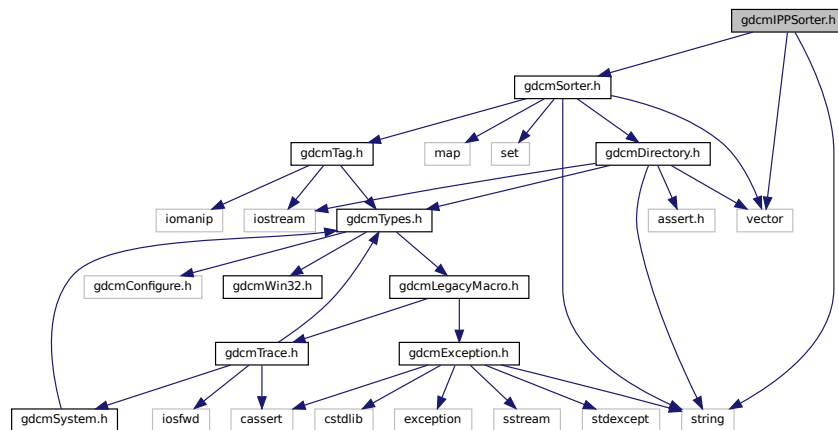 gdcmIPPSorter.h
gdcmSorter.h
gdcmTag.h
map
set
gdcmDirectory.h
iomanip
iostream
gdcmTypes.h
assert.h
vector
gdcmConfigure.h
gdcmWin32.h
gdcmLegacyMacro.h
gdcmTrace.h
gdcmException.h
gdcmSystem.h
iosfwd
cassert
cstdlib
exception
sstream
stdexcept
string